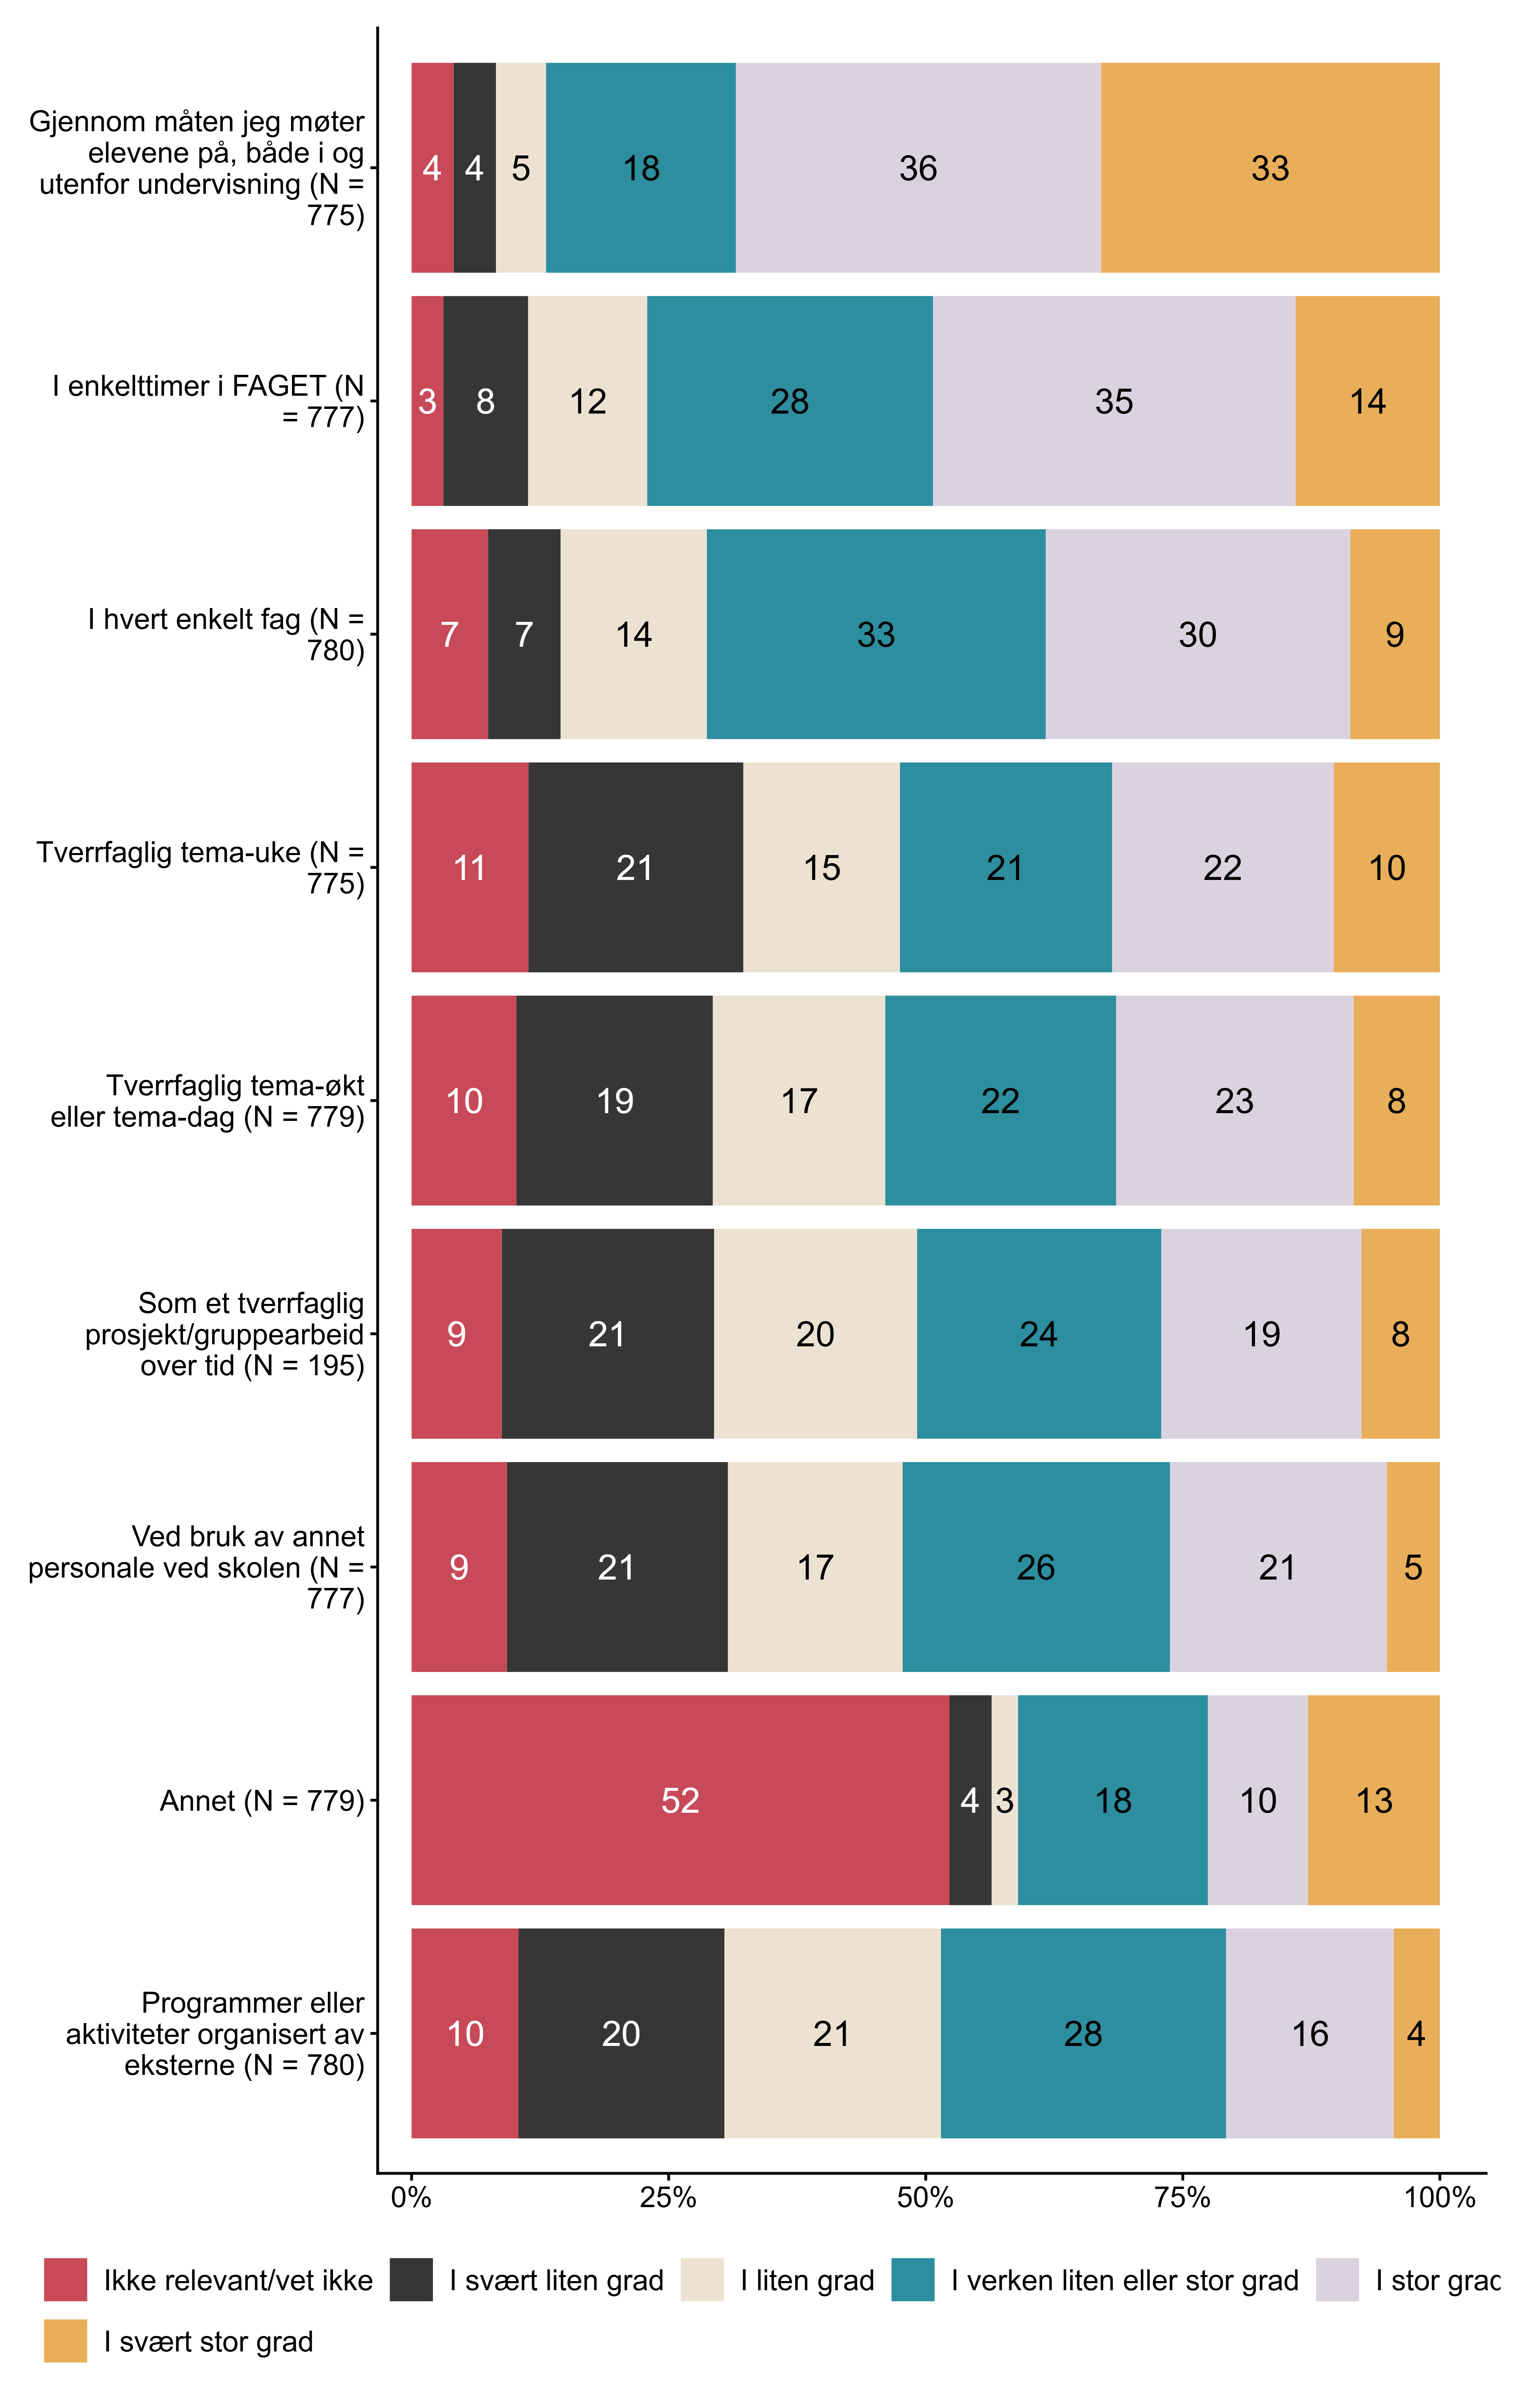 Gjennom måten jeg møter
elevene på, både i og
utenfor undervisning (N =
775)
4 4 5 18 36 33
I enkelttimer i FAGET (N
= 777)
3 8 12 28 35 14
I hvert enkelt fag (N =
780)
7 7 14 33 30 9
Tverrfaglig tema-uke (N =
775)
11 21 15 21 22 10
Tverrfaglig tema-økt
eller tema-dag (N = 779)
10 19 17 22 23 8
Som et tverrfaglig
prosjekt/gruppearbeid
over tid (N = 195)
9 21 20 24 19 8
Ved bruk av annet
personale ved skolen (N =
777)
9 21 17 26 21 5
Annet (N = 779)
52 4 3 18 10 13
Programmer eller
aktiviteter organisert av
eksterne (N = 780)
10 20 21 28 16 4
0% 25% 50% 75% 100%
Ikke relevant/vet ikke I svært liten grad I liten grad I verken liten eller stor grad I stor grad
I svært stor grad